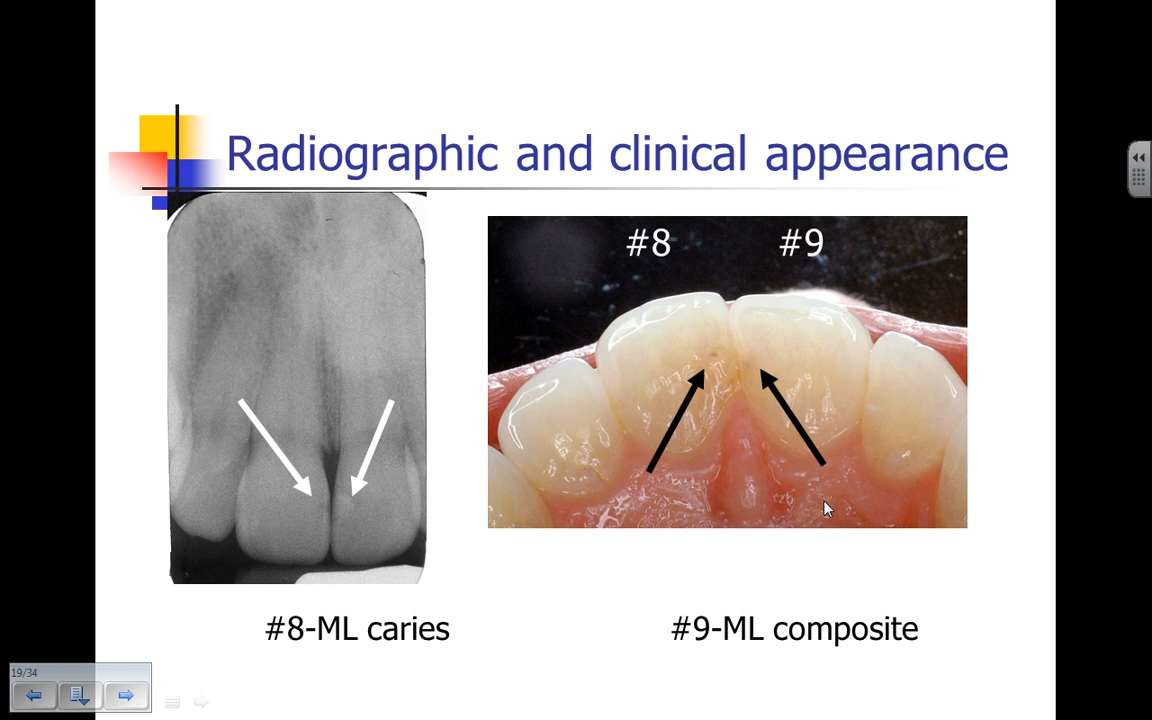 Radiographic and clinical appearance
#8 #9
#8-ML caries
#9-ML composite
19/34